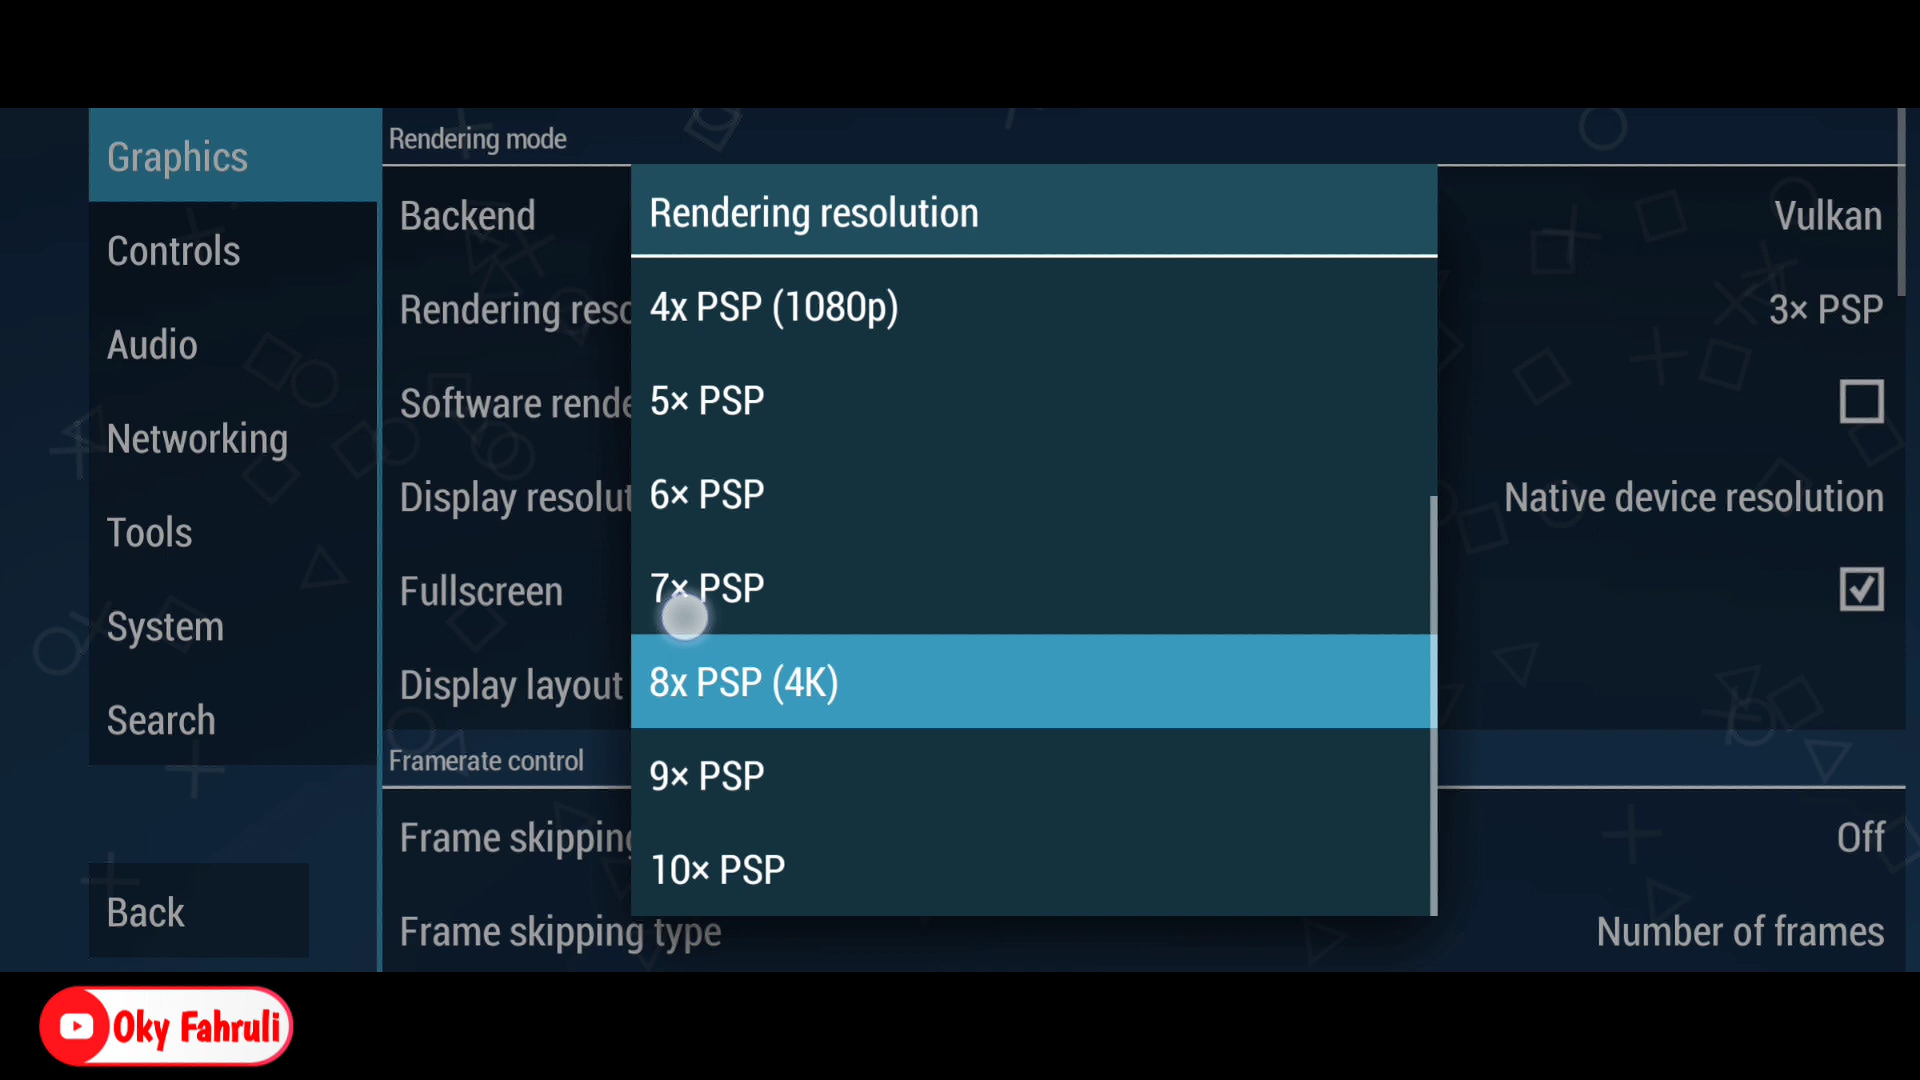 Graphics
Controls
Audio
Networking
Tools
System
Search
Back
Rendering mode
Backend
Vulkan
Rendering reso
3× PSP
Software rende
Display resolut
Native device resolution
Fullscreen
Display layout
Framerate control
Frame skipping
Off
Frame skipping type
Number of frames
Rendering resolution
4x PSP (1080p)
5× PSP
6× PSP
7× PSP
8x PSP (4K)
9× PSP
10× PSP
Oky Fahruli